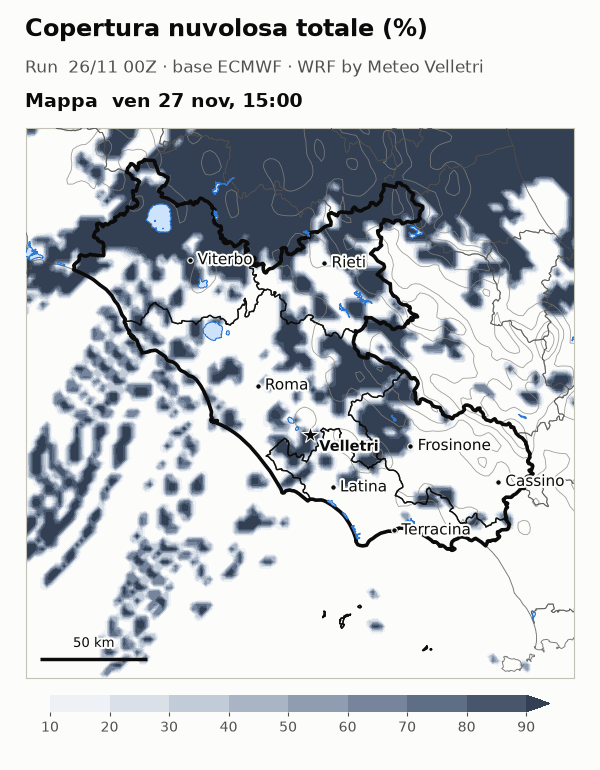 Copertura nuvolosa totale (%)
Run  26/11 00Z · base ECMWF · WRF by Meteo Velletri
Mappa  ven 27 nov, 15:00
Viterbo
Rieti
Roma
Velletri
Frosinone
Latina
Cassino
Terracina
50 km
10 20 30 40 50 60 70 80 90